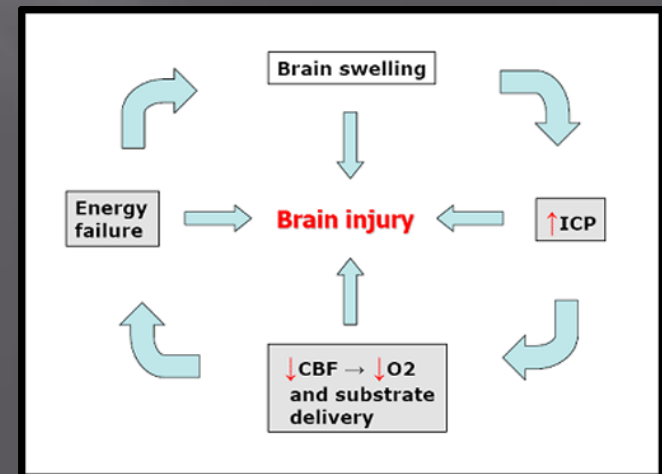 Brain swelling
Energy
failure
Brain injury
↑ICP
↓CBF → ↓O2
and substrate
delivery